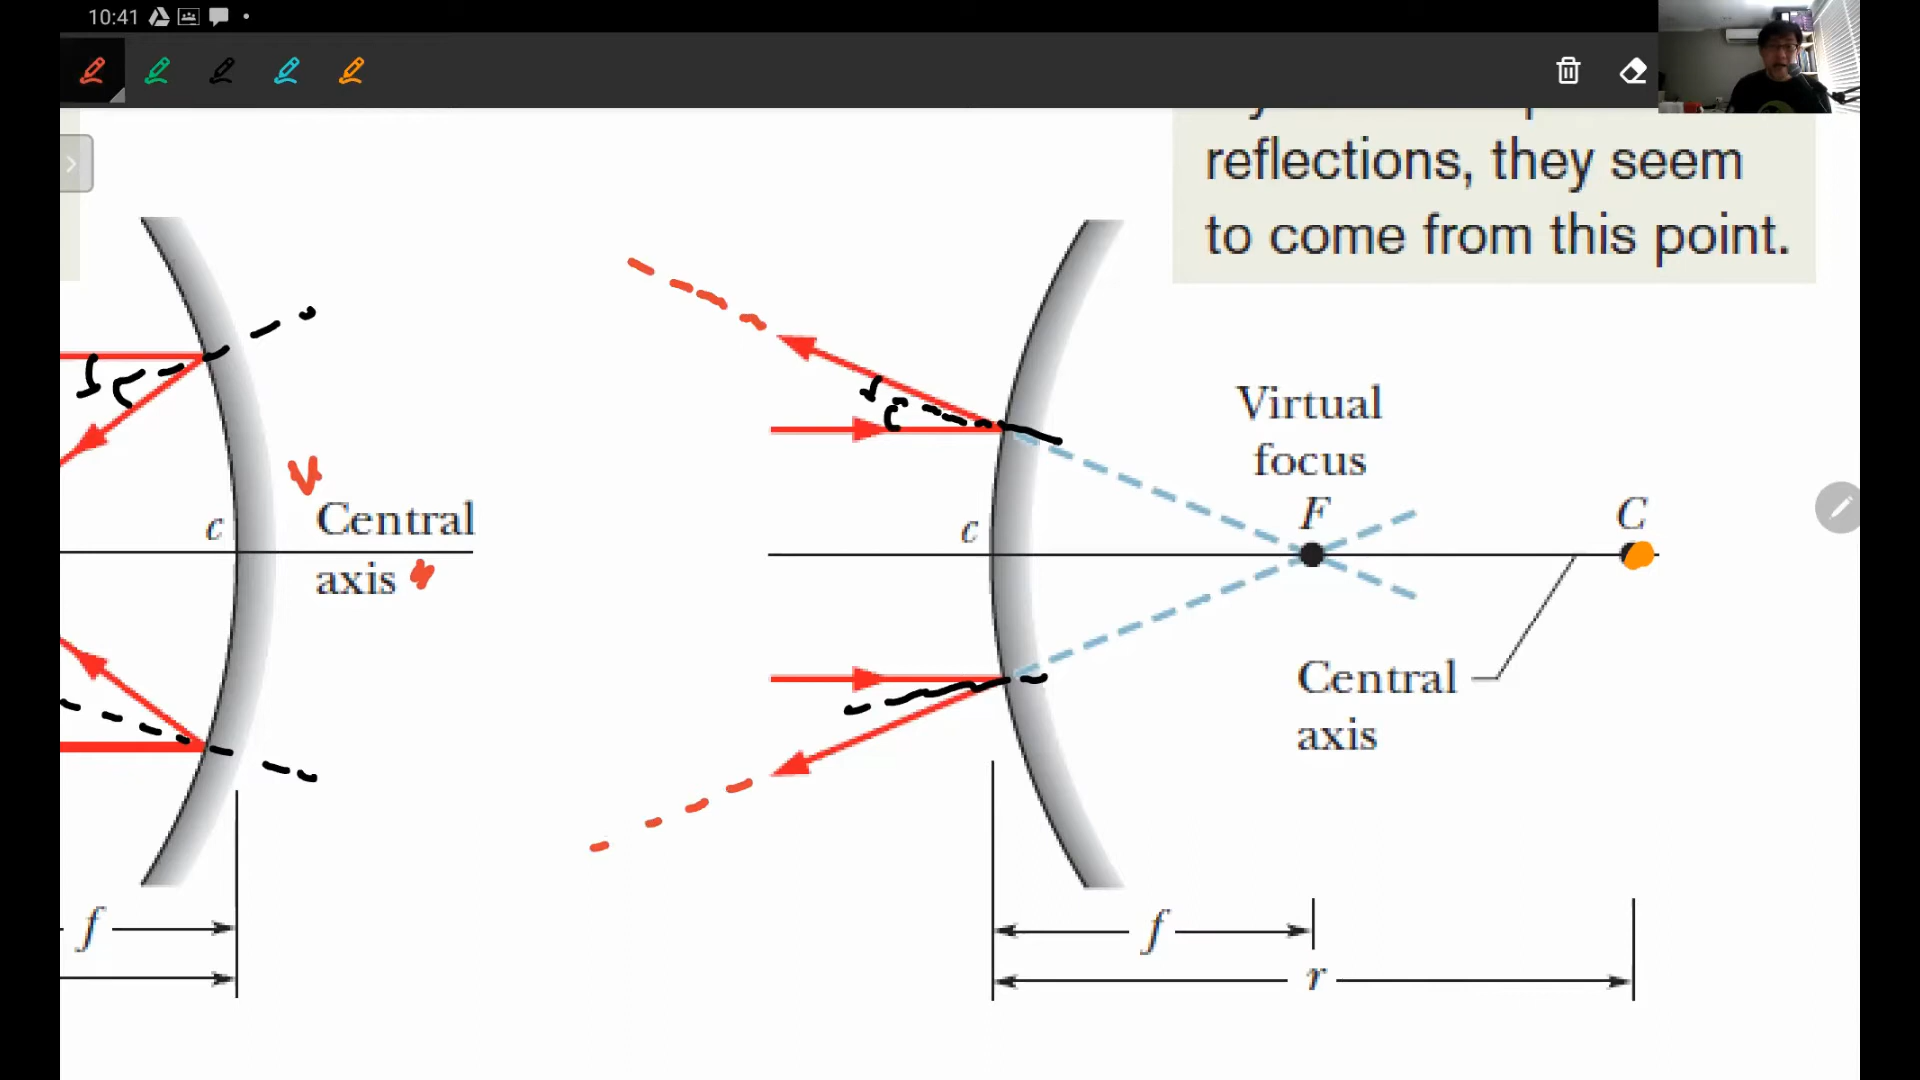 10:41
reflections, they seem
to come from this point.
Virtual
focus
F
C
c
Central
axis
c
Central
axis
f
f
r